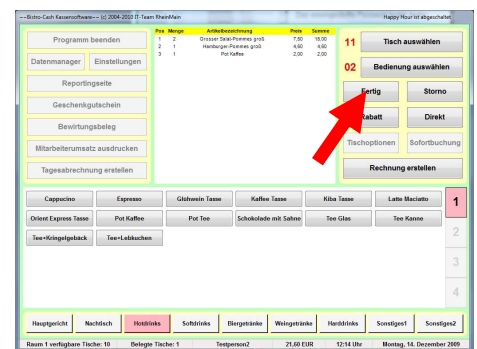 --Bistro-Cash Kassensoftware-- (c) 2004-2010 IT-Team RheinMain Happy Hour ist abgeschaltet
Programm beenden
Datenmanager Einstellungen
Reportingseite
Geschenkgutschein
Bewirtungsbeleg
Mitarbeiterumsatz ausdrucken
Tagesabrechnung erstellen
Pos Menge Artikelbezeichnung Preis Summe
1 2 Grosser Salat-Pommes groß 7,50 15,00
2 1 Hamburger-Pommes groß 4,60 4,60
3 1 Pot Kaffee 2,00 2,00
11 Tisch auswählen
02 Bedienung auswählen
Fertig Storno
Rabatt Direkt
Tischoptionen Sofortbuchung
Rechnung erstellen
Cappucino Espresso Glühwein Tasse Kaffee Tasse Kiba Tasse Latte Maciatto
Orient Express Tasse Pot Kaffee Pot Tee Schokolade mit Sahne Tee Glas Tee Kanne
Tee+Kringelgebäck Tee+Lebkuchen
1
2
3
4
Hauptgericht Nachtisch Hotdrinks Softdrinks Biergetränke Weingetränke Harddrinks Sonstiges1 Sonstiges2
Raum 1 verfügbare Tische: 10 Belegte Tische: 1 Testperson2 21,60 EUR 12:14 Uhr Montag, 14. Dezember 2009